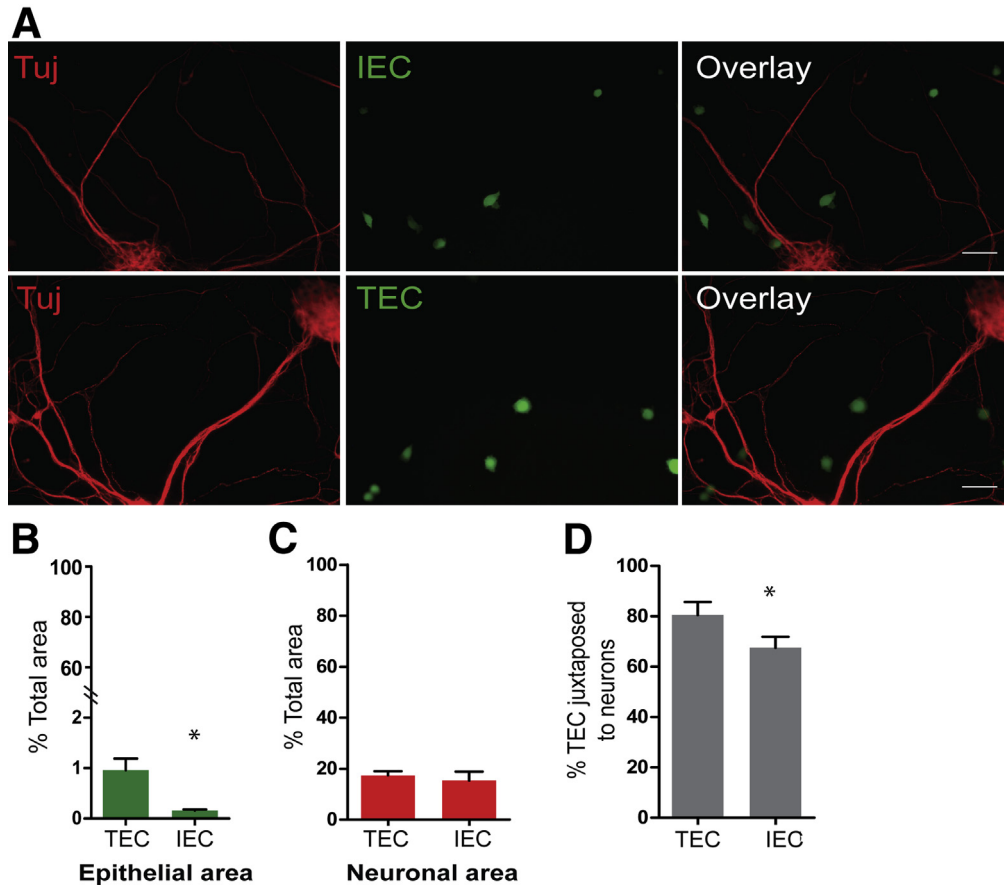 A
Tuj
IEC
Overlay
Tuj
TEC
Overlay
B
% Total area
100
80
60
2
1
0
*
TEC
IEC
Epithelial area
C
% Total area
100
80
60
40
20
0
TEC
IEC
Neuronal area
D
% TEC juxtaposed
to neurons
100
80
60
40
20
0
*
TEC
IEC